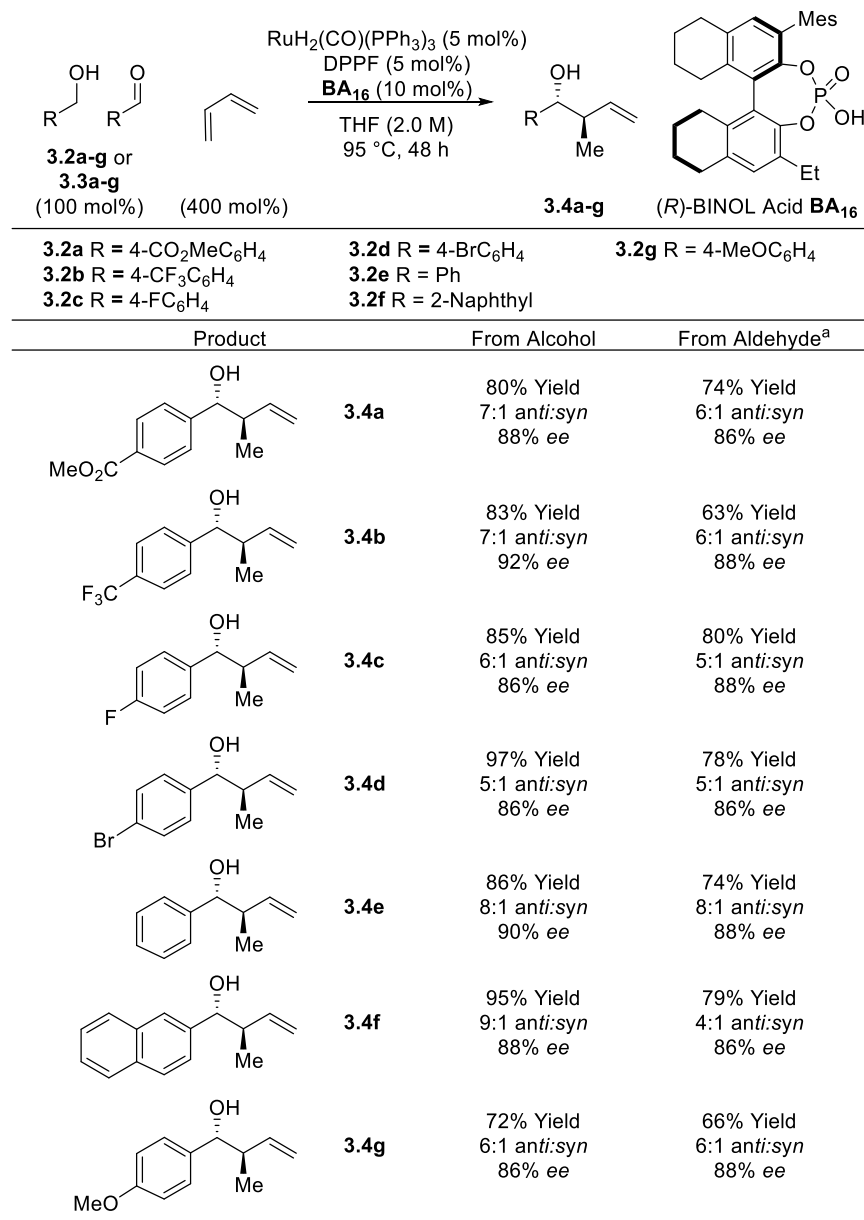 RuH2(CO)(PPh3)3 (5 mol%)
DPPF (5 mol%)
BA16 (10 mol%)
THF (2.0 M)
95 °C, 48 h
OH
R
O
R
3.2a-g or
3.3a-g
(100 mol%)
(400 mol%)
OH
R
Me
3.4a-g
Mes
O
O
P
O
OH
Et
(R)-BINOL Acid BA16
3.2a R = 4-CO2MeC6H4
3.2d R = 4-BrC6H4
3.2g R = 4-MeOC6H4
3.2b R = 4-CF3C6H4
3.2e R = Ph
3.2c R = 4-FC6H4
3.2f R = 2-Naphthyl
Product From Alcohol From Aldehydea
OH
Me
MeO2C
3.4a
80% Yield
7:1 anti:syn
88% ee
74% Yield
6:1 anti:syn
86% ee
OH
Me
F3C
3.4b
83% Yield
7:1 anti:syn
92% ee
63% Yield
6:1 anti:syn
88% ee
OH
Me
F
3.4c
85% Yield
6:1 anti:syn
86% ee
80% Yield
5:1 anti:syn
88% ee
OH
Me
Br
3.4d
97% Yield
5:1 anti:syn
86% ee
78% Yield
5:1 anti:syn
86% ee
OH
Me
3.4e
86% Yield
8:1 anti:syn
90% ee
74% Yield
8:1 anti:syn
88% ee
OH
Me
3.4f
95% Yield
9:1 anti:syn
88% ee
79% Yield
4:1 anti:syn
86% ee
OH
Me
MeO
3.4g
72% Yield
6:1 anti:syn
86% ee
66% Yield
6:1 anti:syn
88% ee